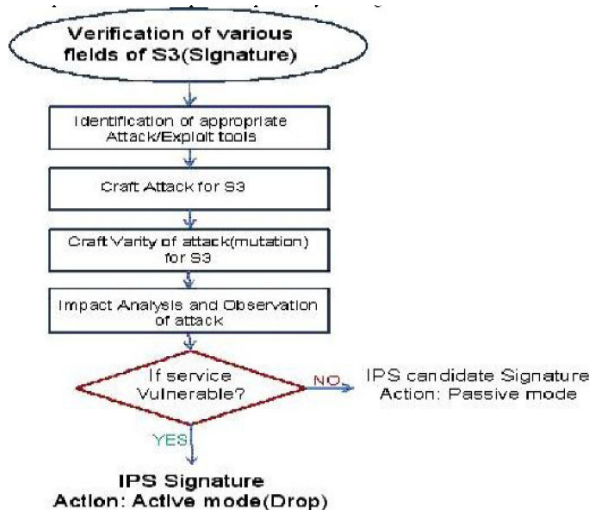 Verification of various
fields of S3(Signature)
Identification of appropriate
Attack/Exploit tools
Craft Attack for S3
Craft Varity of attack(mutation)
for S3
Impact Analysis and Observation
of attack
If service
Vulnerable?
NO
IPS candidate Signature
Action: Passive mode
YES
IPS Signature
Action: Active mode(Drop)